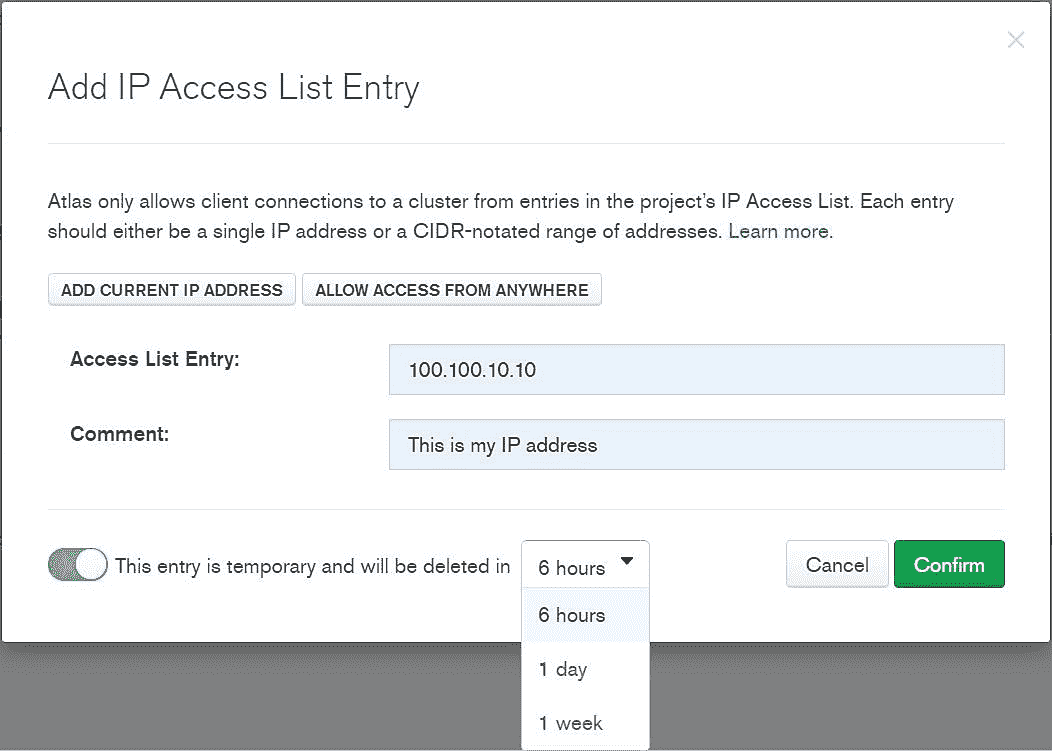 Add IP Access List Entry
Atlas only allows client connections to a cluster from entries in the project's IP Access List. Each entry
should either be a single IP address or a CIDR-notated range of addresses. Learn more.
ADD CURRENT IP ADDRESS ALLOW ACCESS FROM ANYWHERE
Access List Entry: 100.100.10.10
Comment: This is my IP address
This entry is temporary and will be deleted in 6 hours Cancel Confirm
6 hours
1 day
1 week